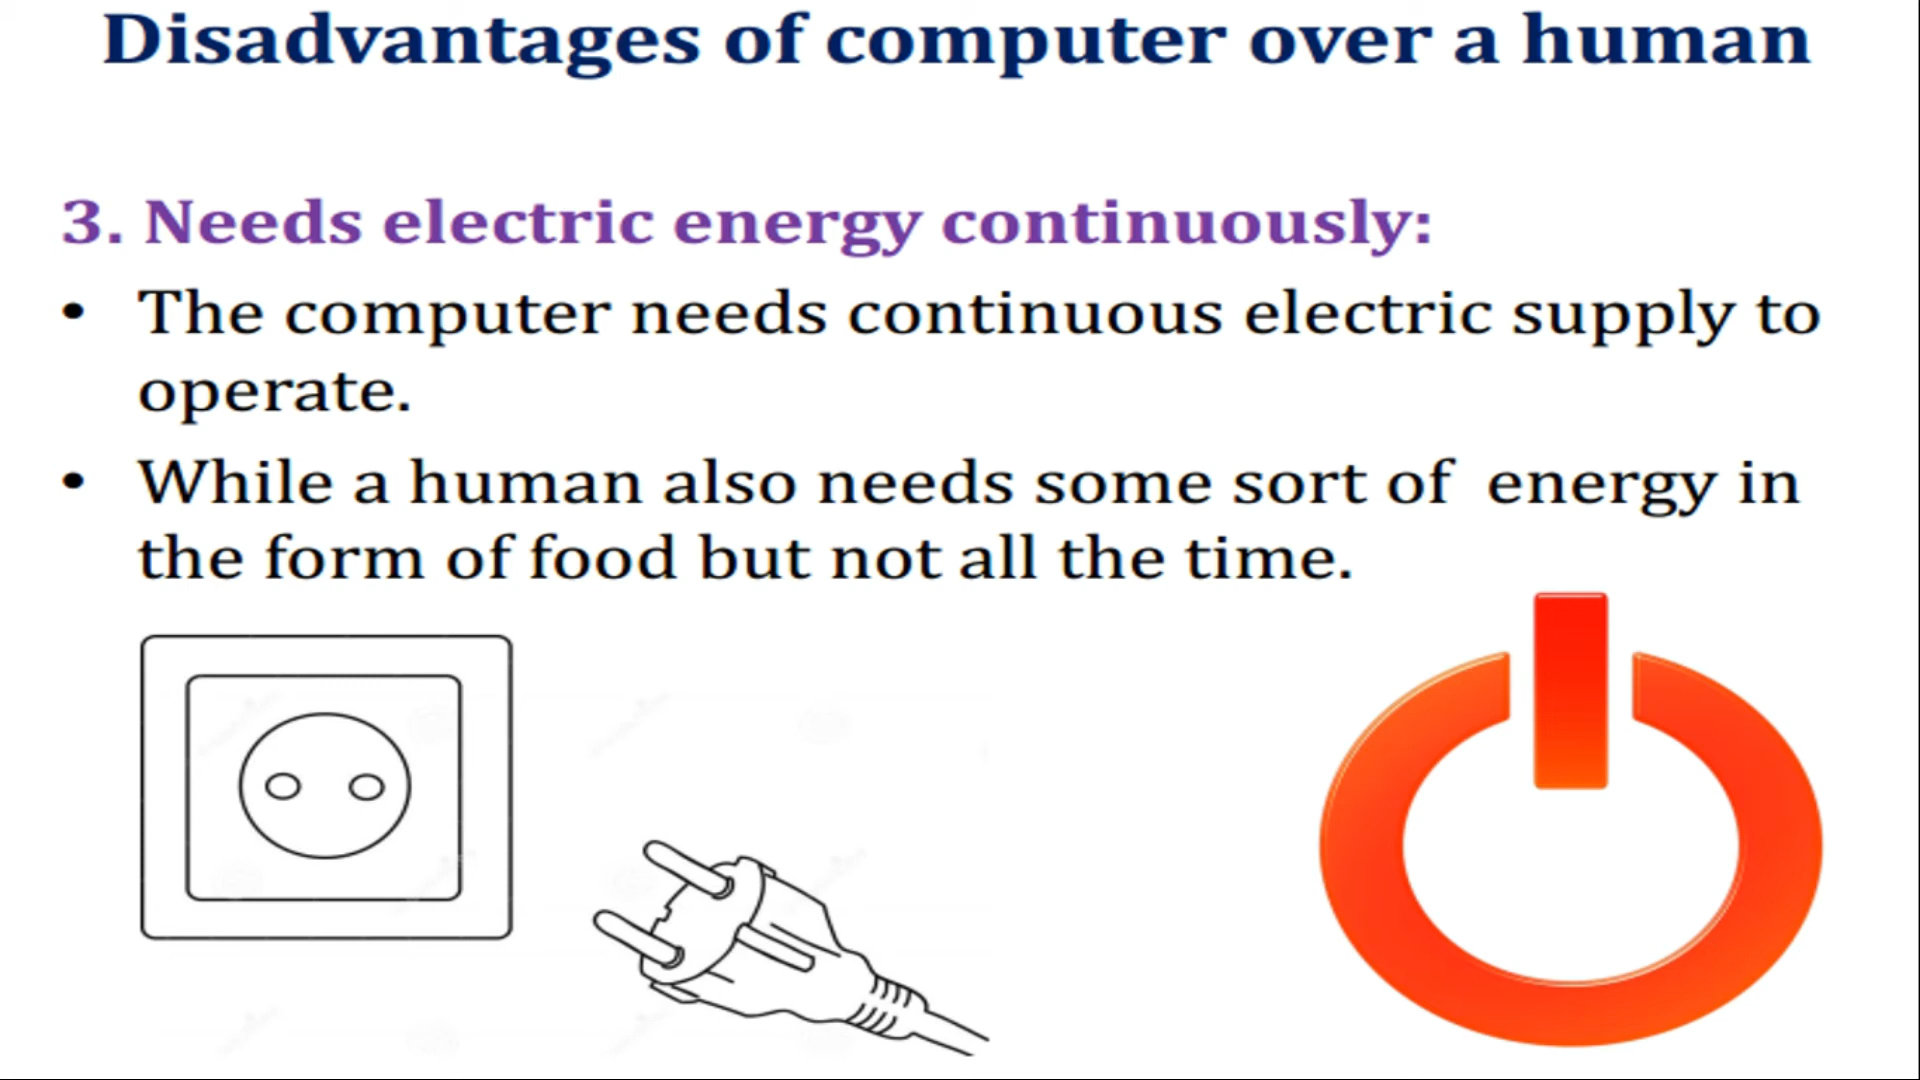 Disadvantages of computer over a human
3. Needs electric energy continuously:
• The computer needs continuous electric supply to
operate.
• While a human also needs some sort of energy in
the form of food but not all the time.